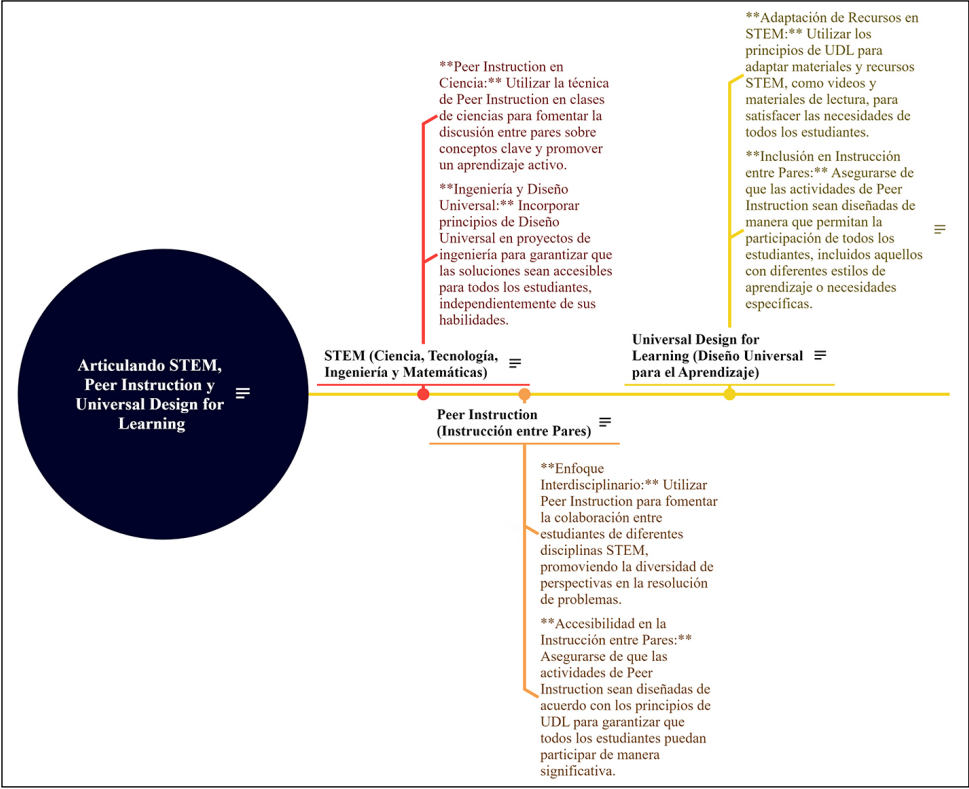 Articulando STEM,
Peer Instruction y
Universal Design for
Learning
**Peer Instruction en
Ciencia:** Utilizar la técnica
de Peer Instruction en clases
de ciencias para fomentar la
discusión entre pares sobre
conceptos clave y promover
un aprendizaje activo.
**Ingeniería y Diseño
Universal:** Incorporar
principios de Diseño
Universal en proyectos de
ingeniería para garantizar que
las soluciones sean accesibles
para todos los estudiantes,
independientemente de sus
habilidades.
STEM (Ciencia, Tecnología,
Ingeniería y Matemáticas)
Peer Instruction
(Instrucción entre Pares)
**Enfoque
Interdisciplinario:** Utilizar
Peer Instruction para fomentar
la colaboración entre
estudiantes de diferentes
disciplinas STEM,
promoviendo la diversidad de
perspectivas en la resolución
de problemas.
**Accesibilidad en la
Instrucción entre Pares:**
Asegurarse de que las
actividades de Peer
Instruction sean diseñadas de
acuerdo con los principios de
UDL para garantizar que
todos los estudiantes puedan
participar de manera
significativa.
**Adaptación de Recursos en
STEM:** Utilizar los
principios de UDL para
adaptar materiales y recursos
STEM, como videos y
materiales de lectura, para
satisfacer las necesidades de
todos los estudiantes.
**Inclusión en Instrucción
entre Pares:** Asegurarse de
que las actividades de Peer
Instruction sean diseñadas de
manera que permitan la
participación de todos los
estudiantes, incluidos aquellos
con diferentes estilos de
aprendizaje o necesidades
específicas.
Universal Design for
Learning (Diseño Universal
para el Aprendizaje)